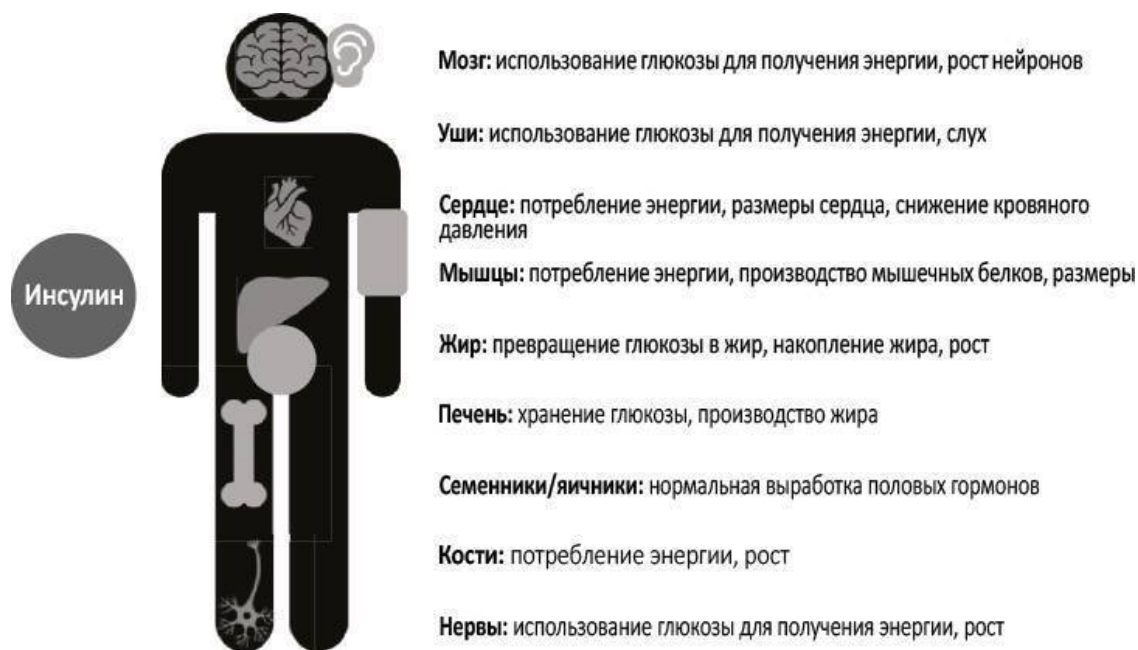 Мозг: использование глюкозы для получения энергии, рост нейронов
Уши: использование глюкозы для получения энергии, слух
Сердце: потребление энергии, размеры сердца, снижение кровяного
давления
Мышцы: потребление энергии, производство мышечных белков, размеры
Инсулин
Жир: превращение глюкозы в жир, накопление жира, рост
Печень: хранение глюкозы, производство жира
Семенники/яичники: нормальная выработка половых гормонов
Кости: потребление энергии, рост
Нервы: использование глюкозы для получения энергии, рост